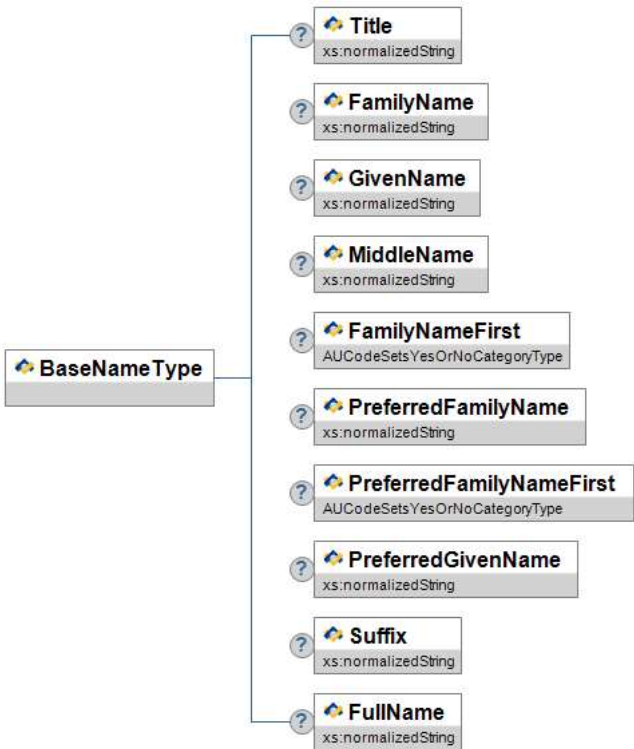 ?
Title
xs:normalizedString
?
FamilyName
xs:normalizedString
?
GivenName
xs:normalizedString
?
MiddleName
xs:normalizedString
?
FamilyNameFirst
AUCodeSetsYesOrNoCategoryType
BaseNameType
?
PreferredFamilyName
xs:normalizedString
?
PreferredFamilyNameFirst
AUCodeSetsYesOrNoCategoryType
?
PreferredGivenName
xs:normalizedString
?
Suffix
xs:normalizedString
?
FullName
xs:normalizedString